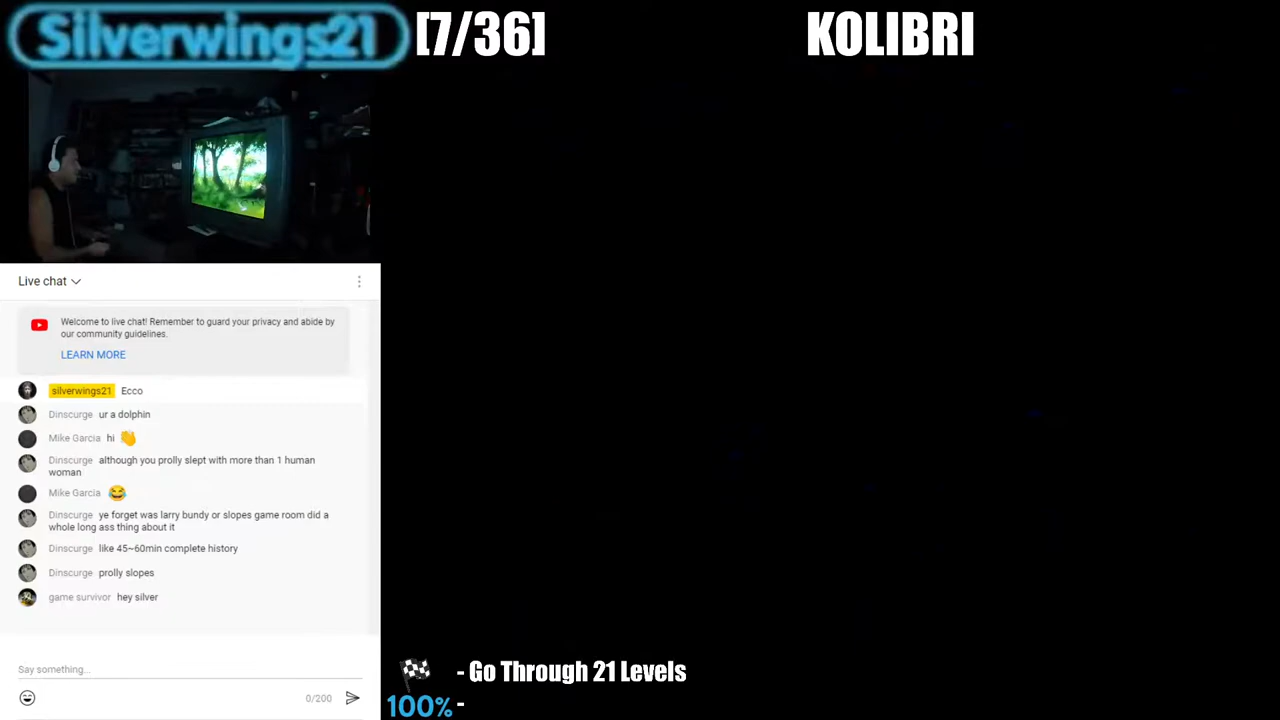 Silverwings21
[7/36]
KOLIBRI
Live chat
Welcome to live chat! Remember to guard your privacy and abide by
our community guidelines.
LEARN MORE
silverwings21 Ecco
Dinscurge ur a dolphin
Mike Garcia hi 👋
Dinscurge although you prolly slept with more than 1 human
woman
Mike Garcia 😂
Dinscurge ye forget was larry bundy or slopes game room did a
whole long ass thing about it
Dinscurge like 45~60min complete history
Dinscurge prolly slopes
game survivor hey silver
Say something...
0/200
- Go Through 21 Levels
100% -